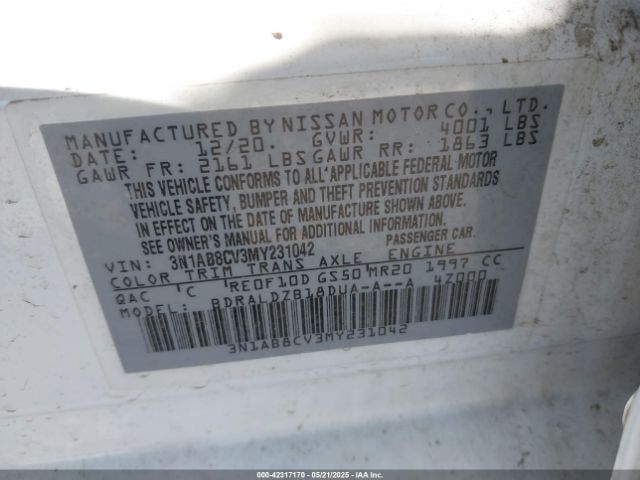 MANUFACTURED BY NISSAN MOTOR CO., LTD.
DATE: 12/20. GVWR: 4001 LBS
GAWR FR: 2161 LBS GAWR RR: 1863 LBS
THIS VEHICLE CONFORMS TO ALL APPLICABLE FEDERAL MOTOR
VEHICLE SAFETY, BUMPER AND THEFT PREVENTION STANDARDS
IN EFFECT ON THE DATE OF MANUFACTURE SHOWN ABOVE.
SEE OWNER'S MANUAL FOR ADDITIONAL INFORMATION.
VIN: 3N1AB8CV3MY231042 PASSENGER CAR.
COLOR TRIM TRANS AXLE ENGINE
QAC 'C 'RE0F10D GS50 MR20 1997 CC
BDRALDZB18DUA-A--A 47000
3N1AB8CV3MY231042
000-42317170 05/21/2025 IAAI.COM